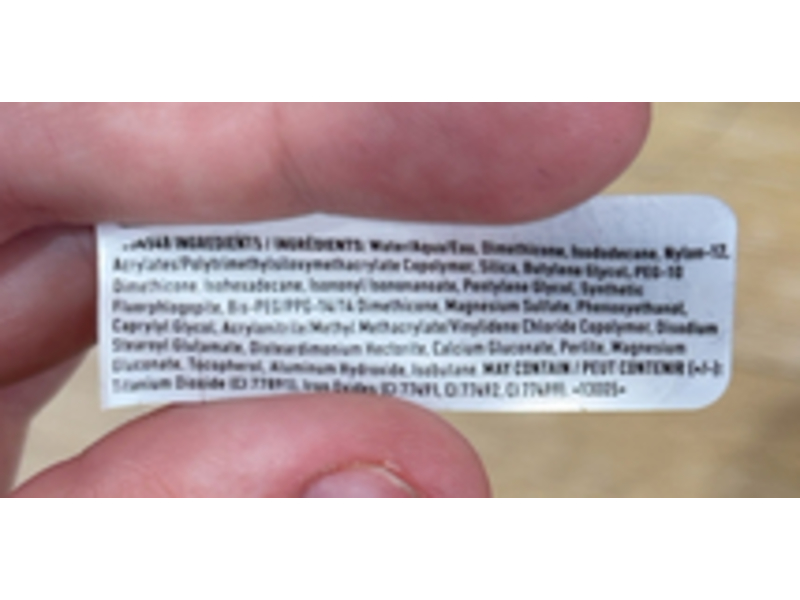 INGREDIENTS / INGRÉDIENTS: Water/Aqua/Eau, Dimethicone, Isododecane, Nylon-12,
Acrylates/Polytrimethylsiloxymethacrylate Copolymer, Silica, Butylene Glycol, PEG-10
Dimethicone, Isohexadecane, Isononyl Isononanoate, Pentylene Glycol, Synthetic
Fluorphlogopite, Bis-PEG/PPG-14/14 Dimethicone, Magnesium Sulfate, Phenoxyethanol,
Caprylyl Glycol, Acrylonitrile/Methyl Methacrylate/Vinylidene Chloride Copolymer, Disodium
Stearoyl Glutamate, Disteardimonium Hectorite, Calcium Gluconate, Perlite, Magnesium
Gluconate, Tocopherol, Aluminum Hydroxide, Isobutane. MAY CONTAIN / PEUT CONTENIR (+/-):
Titanium Dioxide (CI 77891), Iron Oxides (CI 77491, CI 77492, CI 77499).